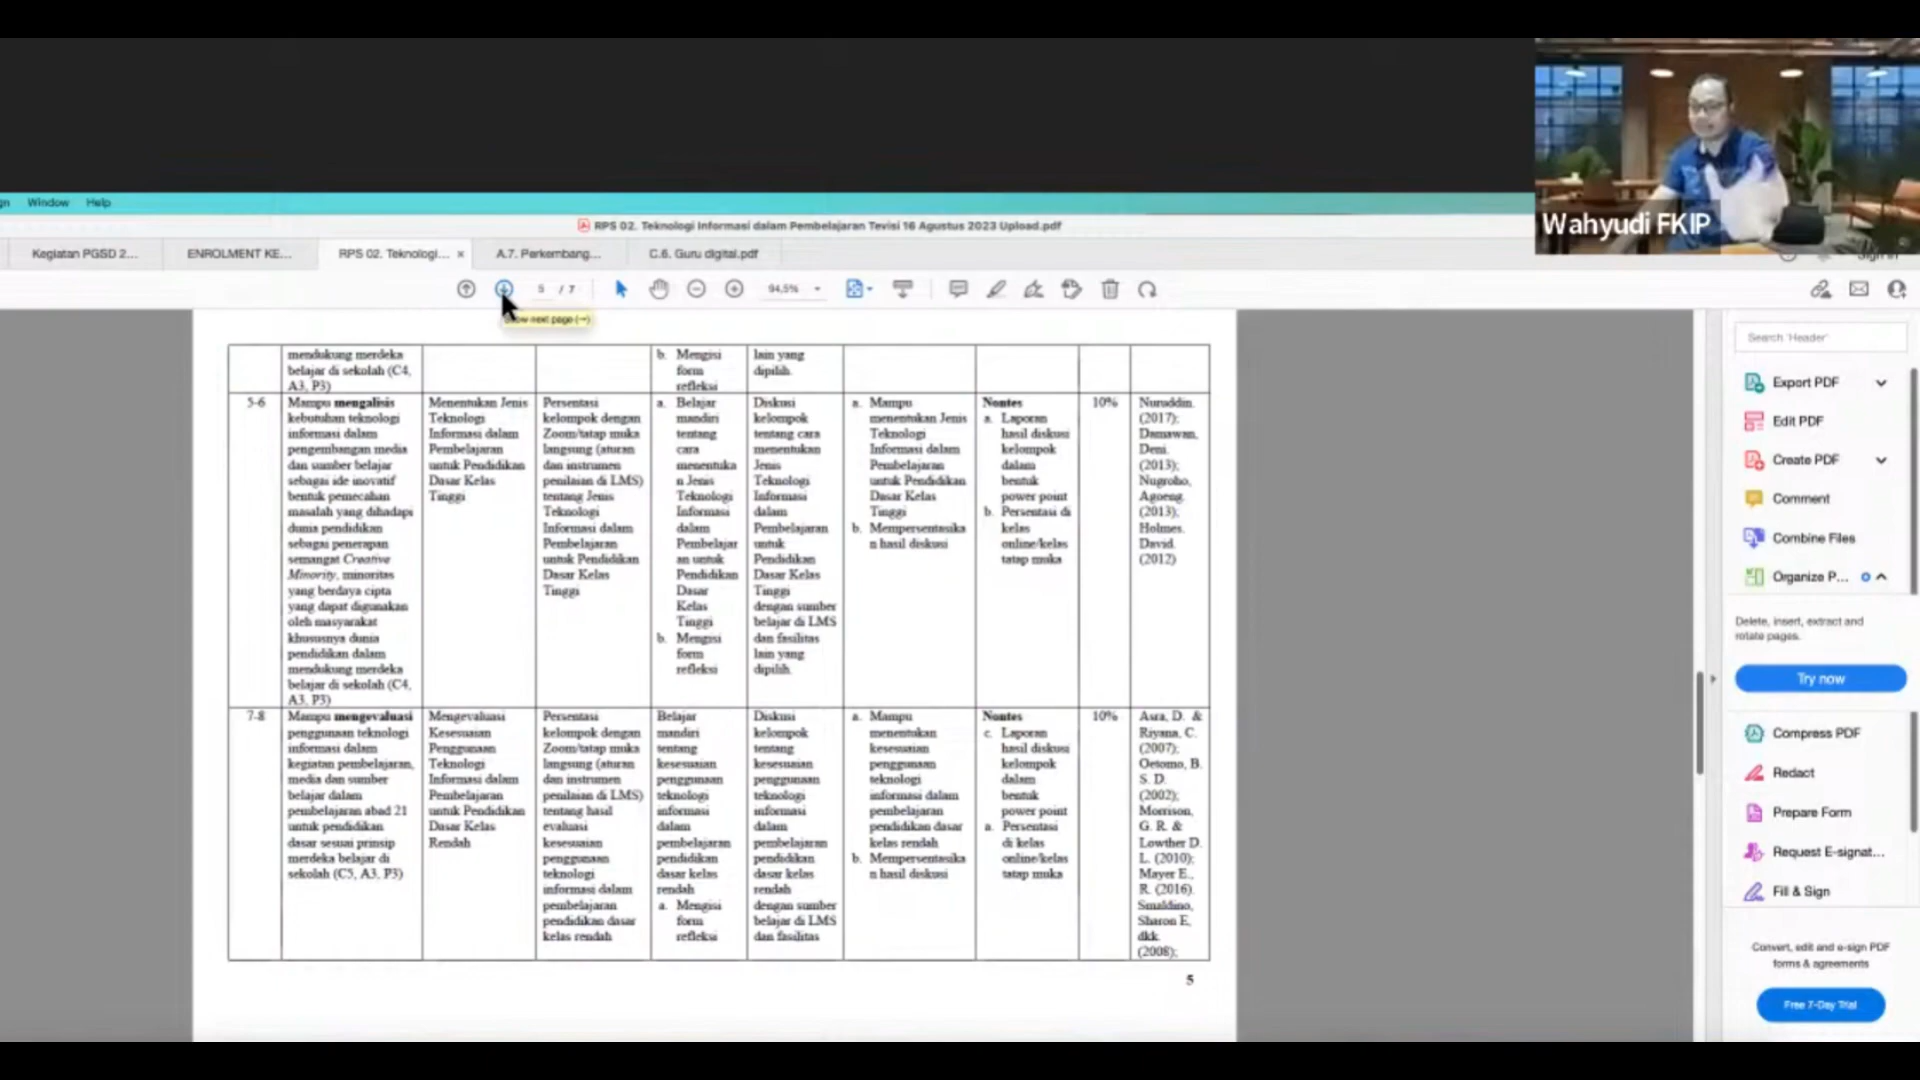 Wahyudi FKIP
gn Window Help
RPS 02. Teknologi Informasi dalam Pembelajaran Tevisi 16 Agustus 2023 Upload.pdf
Kegiatan PGSD 2... ENROLMENT KE... RPS 02. Teknologi... × A.7. Perkembang... C.6. Guru digital.pdf Sign In
5 / 7 94,5%
Show next page (→)
mendukung merdeka
belajar di sekolah (C4,
A3, P3)
b. Mengisi
form
refleksi
lain yang
dipilih.
5-6
Mampu mengalisis
kebutuhan teknologi
informasi dalam
pengembangan media
dan sumber belajar
sebagai ide inovatif
bentuk pemecahan
masalah yang dihadapi
dunia pendidikan
sebagai penerapan
semangat Creative
Minority, minoritas
yang berdaya cipta
yang dapat digunakan
oleh masyarakat
khususnya dunia
pendidikan dalam
mendukung merdeka
belajar di sekolah (C4,
A3, P3)
Menentukan Jenis
Teknologi
Informasi dalam
Pembelajaran
untuk Pendidikan
Dasar Kelas
Tinggi
Persentasi
kelompok dengan
Zoom/tatap muka
langsung (aturan
dan instrumen
penilaian di LMS)
tentang Jenis
Teknologi
Informasi dalam
Pembelajaran
untuk Pendidikan
Dasar Kelas
Tinggi
a. Belajar
mandiri
tentang
cara
menentuka
n Jenis
Teknologi
Informasi
dalam
Pembelajar
an untuk
Pendidikan
Dasar
Kelas
Tinggi
b. Mengisi
form
refleksi
Diskusi
kelompok
tentang cara
menentukan
Jenis
Teknologi
Informasi
dalam
Pembelajaran
untuk
Pendidikan
Dasar Kelas
Tinggi
dengan sumber
belajar di LMS
dan fasilitas
lain yang
dipilih.
a. Mampu
menentukan Jenis
Teknologi
Informasi dalam
Pembelajaran
untuk Pendidikan
Dasar Kelas
Tinggi
b. Mempersentasika
n hasil diskusi
Nontes
a. Laporan
hasil diskusi
kelompok
dalam
bentuk
power point
b. Persentasi di
kelas
online/kelas
tatap muka
10%
Nuruddin.
(2017);
Damawan,
Deni.
(2013);
Nugroho,
Agoeng.
(2013);
Holmes.
David.
(2012)
7-8
Mampu mengevaluasi
penggunaan teknologi
informasi dalam
kegiatan pembelajaran,
media dan sumber
belajar dalam
pembelajaran abad 21
untuk pendidikan
dasar sesuai prinsip
merdeka belajar di
sekolah (C5, A3, P3)
Mengevaluasi
Kesesuaian
Penggunaan
Teknologi
Informasi dalam
Pembelajaran
untuk Pendidikan
Dasar Kelas
Rendah
Persentasi
kelompok dengan
Zoom/tatap muka
langsung (aturan
dan instrumen
penilaian di LMS)
tentang hasil
evaluasi
kesesuaian
penggunaan
teknologi
informasi dalam
pembelajaran
pendidikan dasar
kelas rendah
Belajar
mandiri
tentang
kesesuaian
penggunaan
teknologi
informasi
dalam
pembelajaran
pendidikan
dasar kelas
rendah
a. Mengisi
form
refleksi
Diskusi
kelompok
tentang
kesesuaian
penggunaan
teknologi
informasi
dalam
pembelajaran
pendidikan
dasar kelas
rendah
dengan sumber
belajar di LMS
dan fasilitas
a. Mampu
menentukan
kesesuaian
penggunaan
teknologi
informasi dalam
pembelajaran
pendidikan dasar
kelas rendah
b. Mempersentasika
n hasil diskusi
Nontes
c. Laporan
hasil diskusi
kelompok
dalam
bentuk
power point
a. Persentasi
di kelas
online/kelas
tatap muka
10%
Asra, D. &
Riyana, C.
(2007);
Oetomo, B.
S. D.
(2002);
Morrison,
G. R. &
Lowther D.
L. (2010);
Mayer E.,
R. (2016).
Smaldino,
Sharon E,
dkk.
(2008);
5
Search 'Header'
Export PDF
Edit PDF
Create PDF
Comment
Combine Files
Organize P...
Delete, insert, extract and
rotate pages.
Try now
Compress PDF
Redact
Prepare Form
Request E-signat...
Fill & Sign
Convert, edit and e-sign PDF
forms & agreements
Free 7-Day Trial